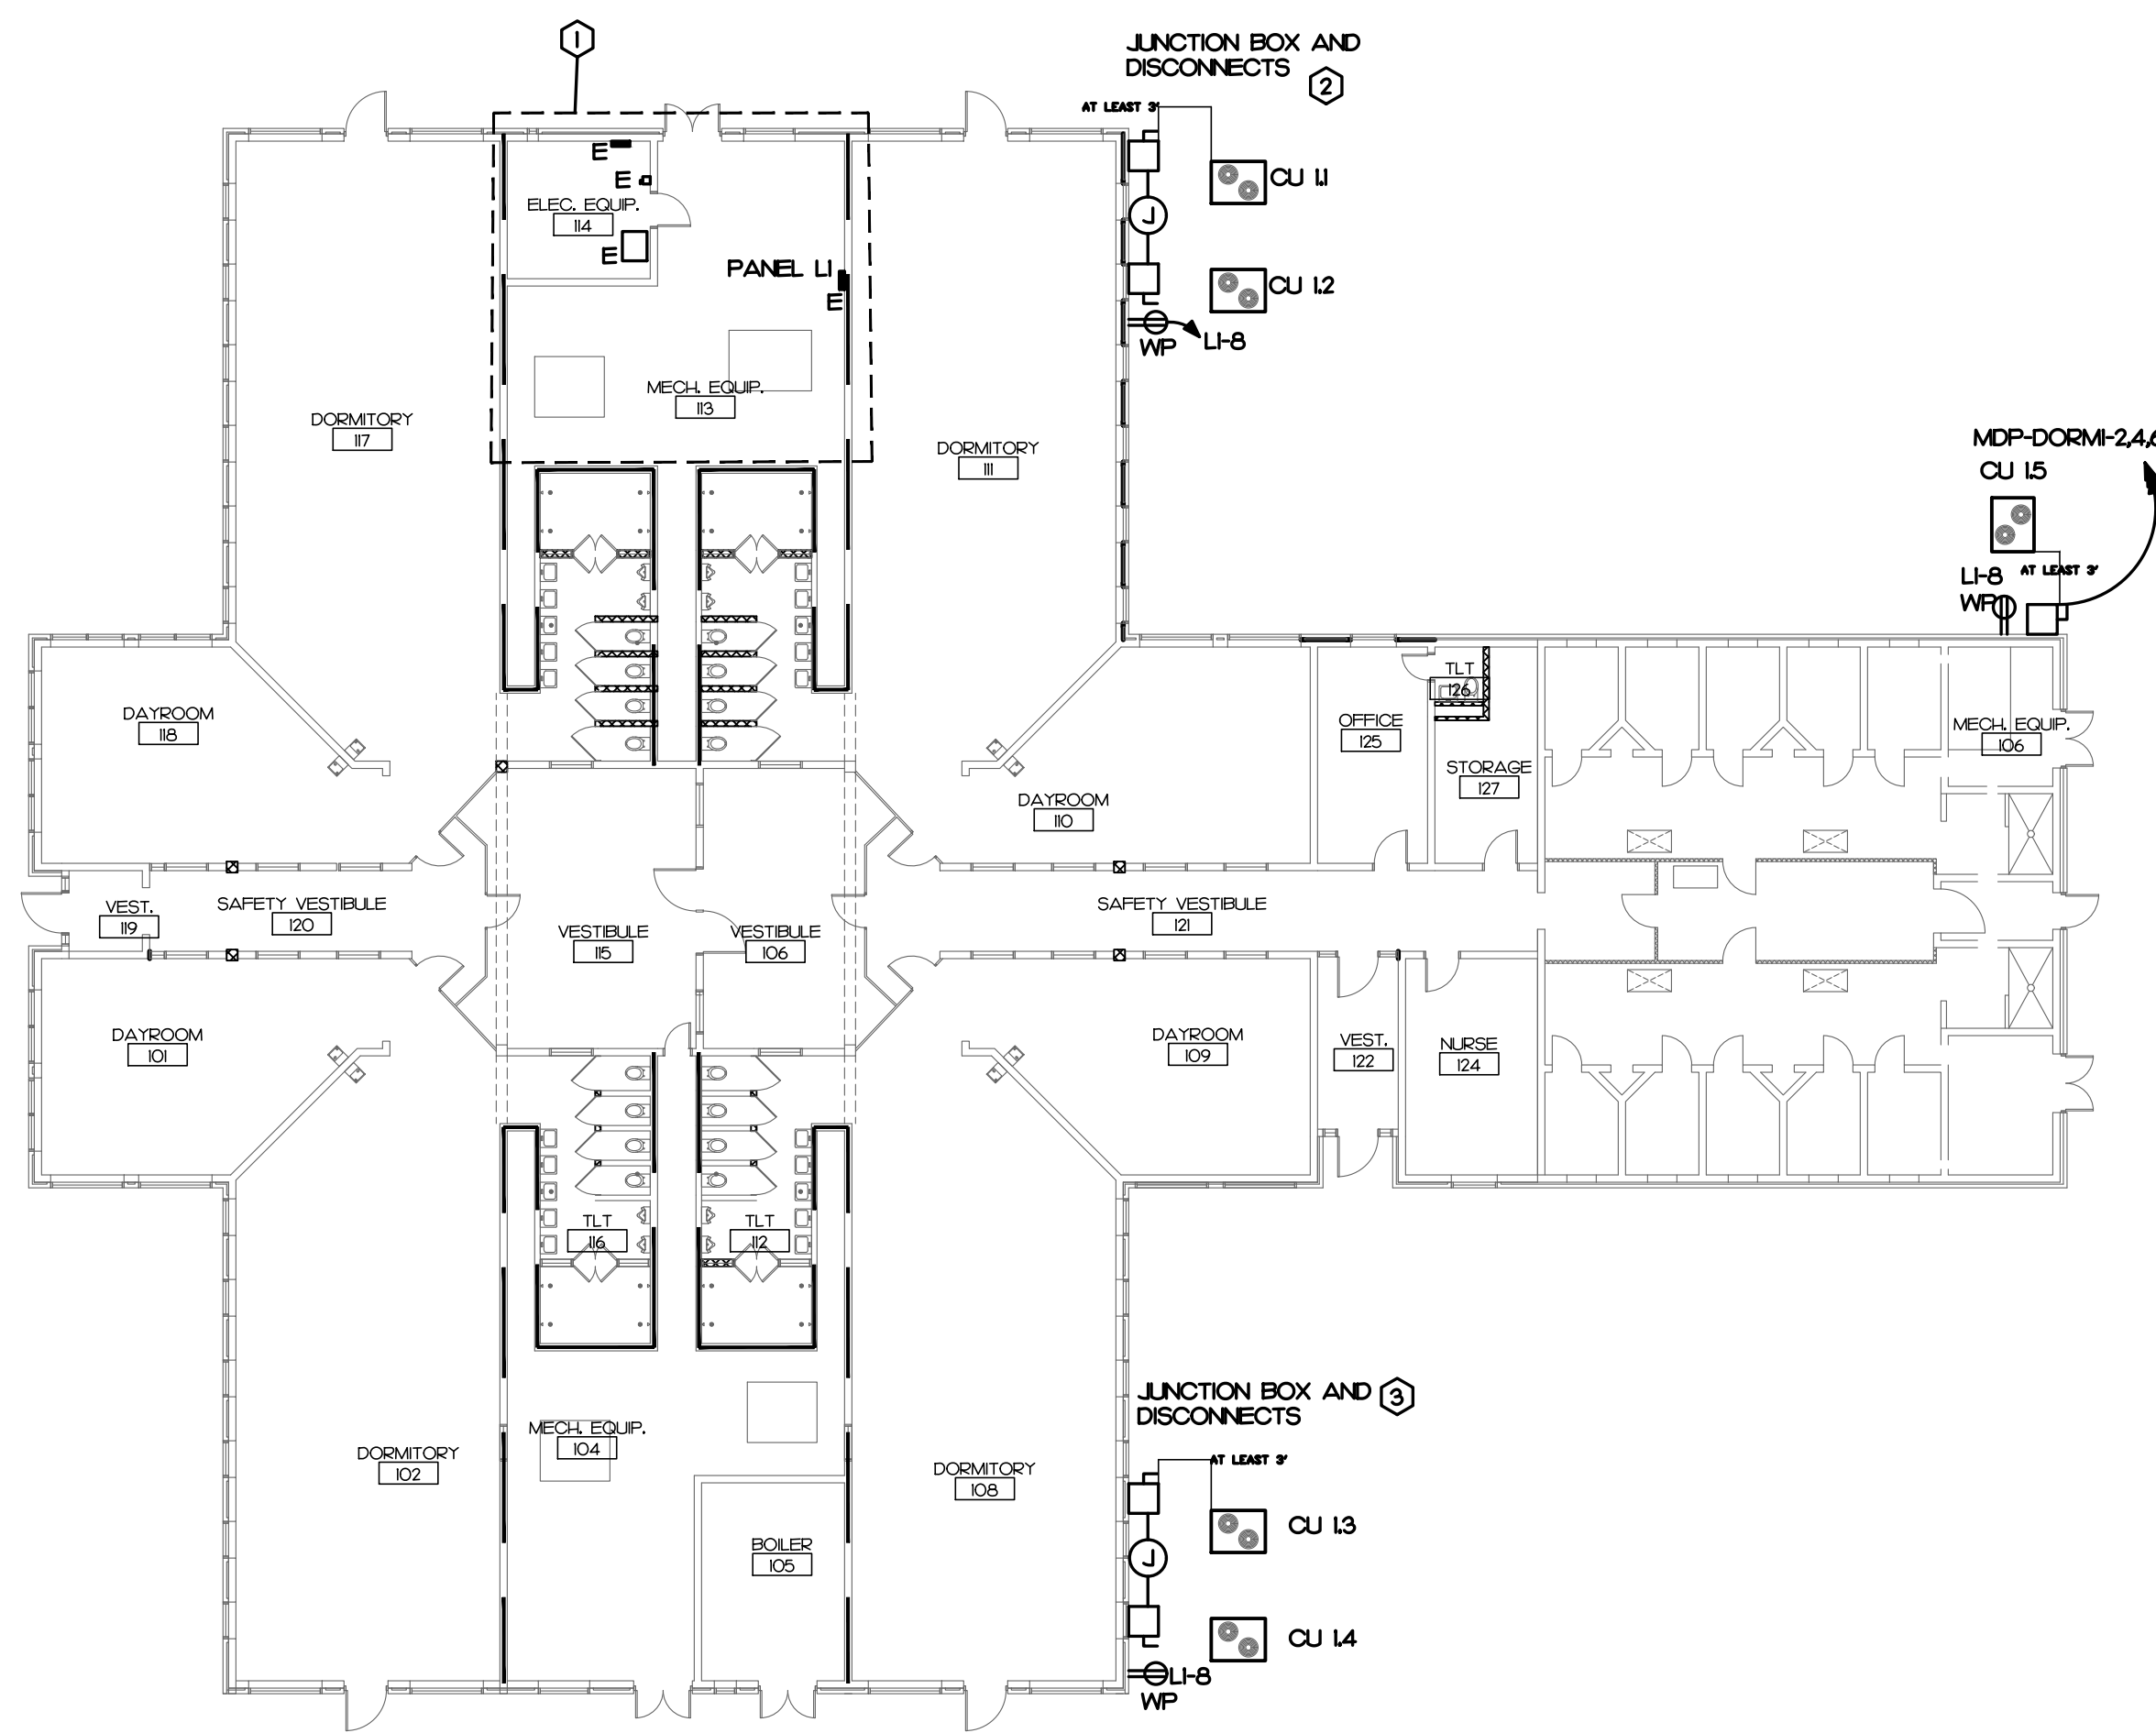 1
JUNCTION BOX AND
DISCONNECTS
2
AT LEAST 3'
E
E
CU 1.1
ELEC. EQUIP.
114
J
E
PANEL L1
CU 1.2
E
WP
L1-8
MECH. EQUIP.
113
DORMITORY
117
DORMITORY
111
MDP-DORM1-2,4,6
CU 1.5
L1-8
AT LEAST 3'
WP
TLT
126
DAYROOM
118
OFFICE
125
MECH. EQUIP.
106
STORAGE
127
DAYROOM
110
VEST.
119
SAFETY VESTIBULE
120
SAFETY VESTIBULE
121
VESTIBULE
115
VESTIBULE
106
DAYROOM
101
DAYROOM
109
VEST.
122
NURSE
124
TLT
116
TLT
112
JUNCTION BOX AND
DISCONNECTS
3
MECH. EQUIP.
104
DORMITORY
102
DORMITORY
108
AT LEAST 3'
CU 1.3
J
BOILER
105
CU 1.4
L1-8
WP